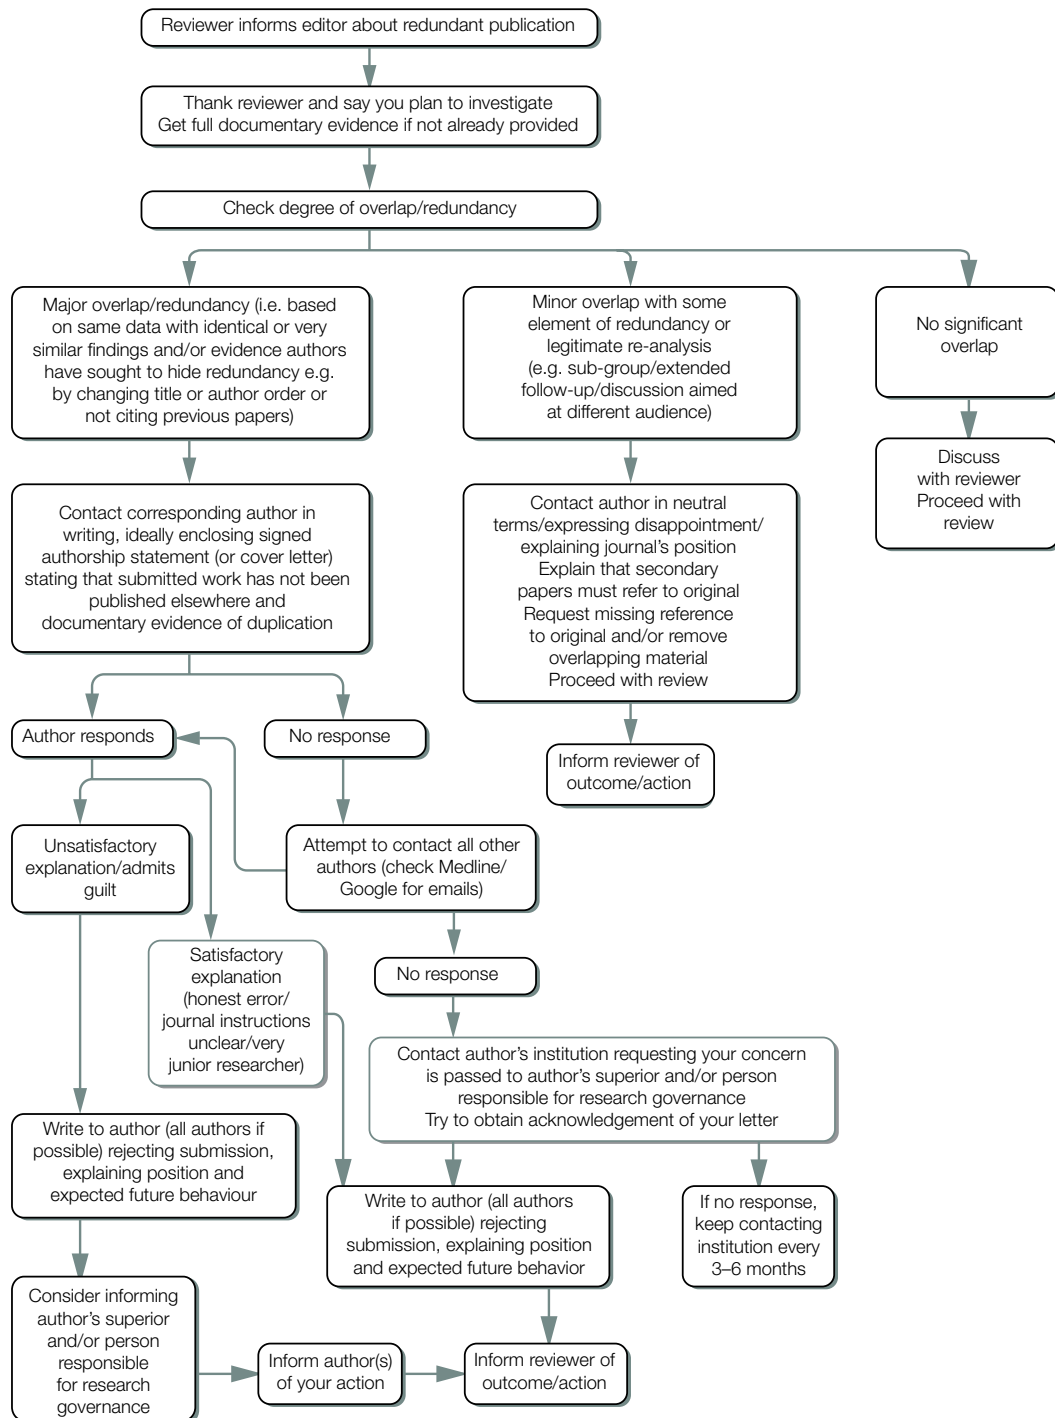 Reviewer informs editor about redundant publication
Thank reviewer and say you plan to investigate
Get full documentary evidence if not already provided
Check degree of overlap/redundancy
Major overlap/redundancy (i.e. based
on same data with identical or very
similar findings and/or evidence authors
have sought to hide redundancy e.g.
by changing title or author order or
not citing previous papers)
Minor overlap with some
element of redundancy or
legitimate re-analysis
(e.g. sub-group/extended
follow-up/discussion aimed
at different audience)
No significant
overlap
Discuss
with reviewer
Proceed with
review
Contact corresponding author in
writing, ideally enclosing signed
authorship statement (or cover letter)
stating that submitted work has not been
published elsewhere and
documentary evidence of duplication
Contact author in neutral
terms/expressing disappointment/
explaining journal's position
Explain that secondary
papers must refer to original
Request missing reference
to original and/or remove
overlapping material
Proceed with review
Author responds
No response
Inform reviewer of
outcome/action
Unsatisfactory
explanation/admits
guilt
Attempt to contact all other
authors (check Medline/
Google for emails)
Satisfactory
explanation
(honest error/
journal instructions
unclear/very
junior researcher)
No response
Contact author's institution requesting your concern
is passed to author's superior and/or person
responsible for research governance
Try to obtain acknowledgement of your letter
Write to author (all authors if
possible) rejecting submission,
explaining position and
expected future behaviour
Write to author (all authors
if possible) rejecting
submission, explaining position
and expected future behavior
If no response,
keep contacting
institution every
3–6 months
Consider informing
author's superior
and/or person
responsible
for research
governance
Inform author(s)
of your action
Inform reviewer of
outcome/action